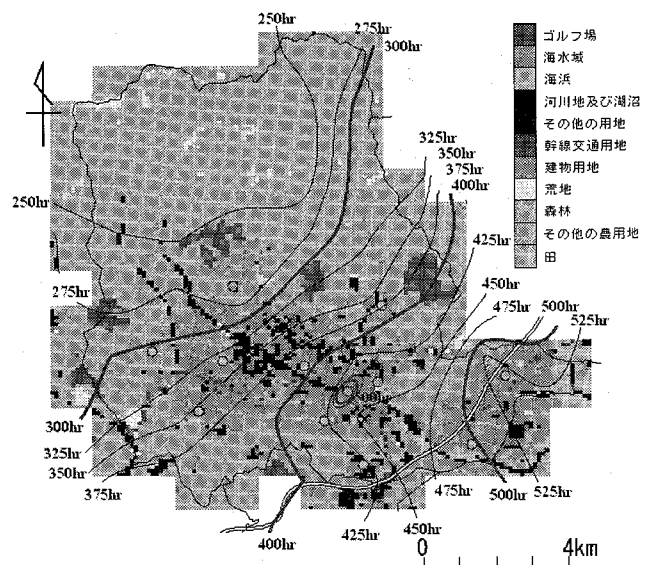 250hr
275hr
300hr
325hr
350hr
375hr
400hr
425hr
450hr
475hr
500hr
525hr
250hr
275hr
300hr
325hr
350hr
375hr
400hr
425hr
450hr
475hr
500hr
525hr
ゴルフ場
海水域
海浜
河川地及び湖沼
その他の用地
幹線交通用地
建物用地
荒地
森林
その他の農用地
田
0
4km